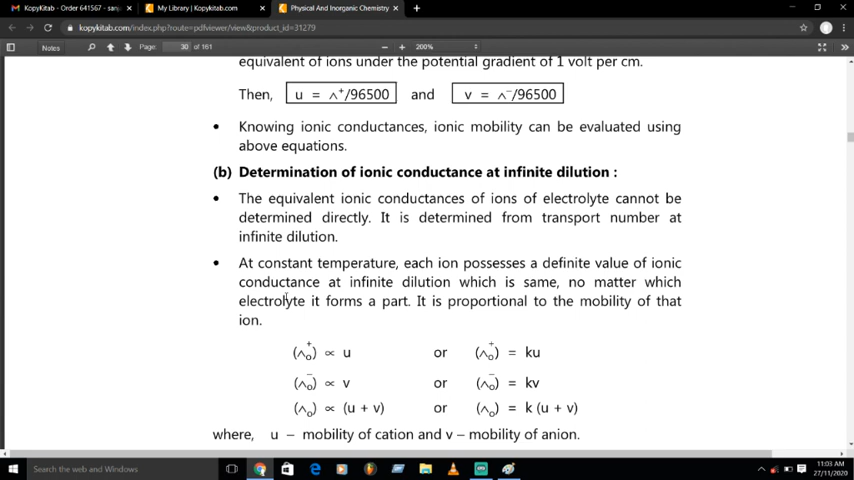 KopyKitab - Order 641567 - sanj
My Library | Kopykitab.com
Physical And Inorganic Chemistry
kopykitab.com/index.php?route=pdfviewer/view&product_id=31279
Notes
Page: 30 of 161
200%
equivalent of ions under the potential gradient of 1 volt per cm.
Then, u = ʌ⁺/96500 and v = ʌ⁻/96500
• Knowing ionic conductances, ionic mobility can be evaluated using
above equations.
(b) Determination of ionic conductance at infinite dilution :
• The equivalent ionic conductances of ions of electrolyte cannot be
determined directly. It is determined from transport number at
infinite dilution.
• At constant temperature, each ion possesses a definite value of ionic
conductance at infinite dilution which is same, no matter which
electrolyte it forms a part. It is proportional to the mobility of that
ion.
(ʌ₀⁺) ∝ u or (ʌ₀⁺) = ku
(ʌ₀⁻) ∝ v or (ʌ₀⁻) = kv
(ʌ₀) ∝ (u + v) or (ʌ₀) = k (u + v)
where, u – mobility of cation and v – mobility of anion.
Search the web and Windows
11:03 AM
27/11/2020